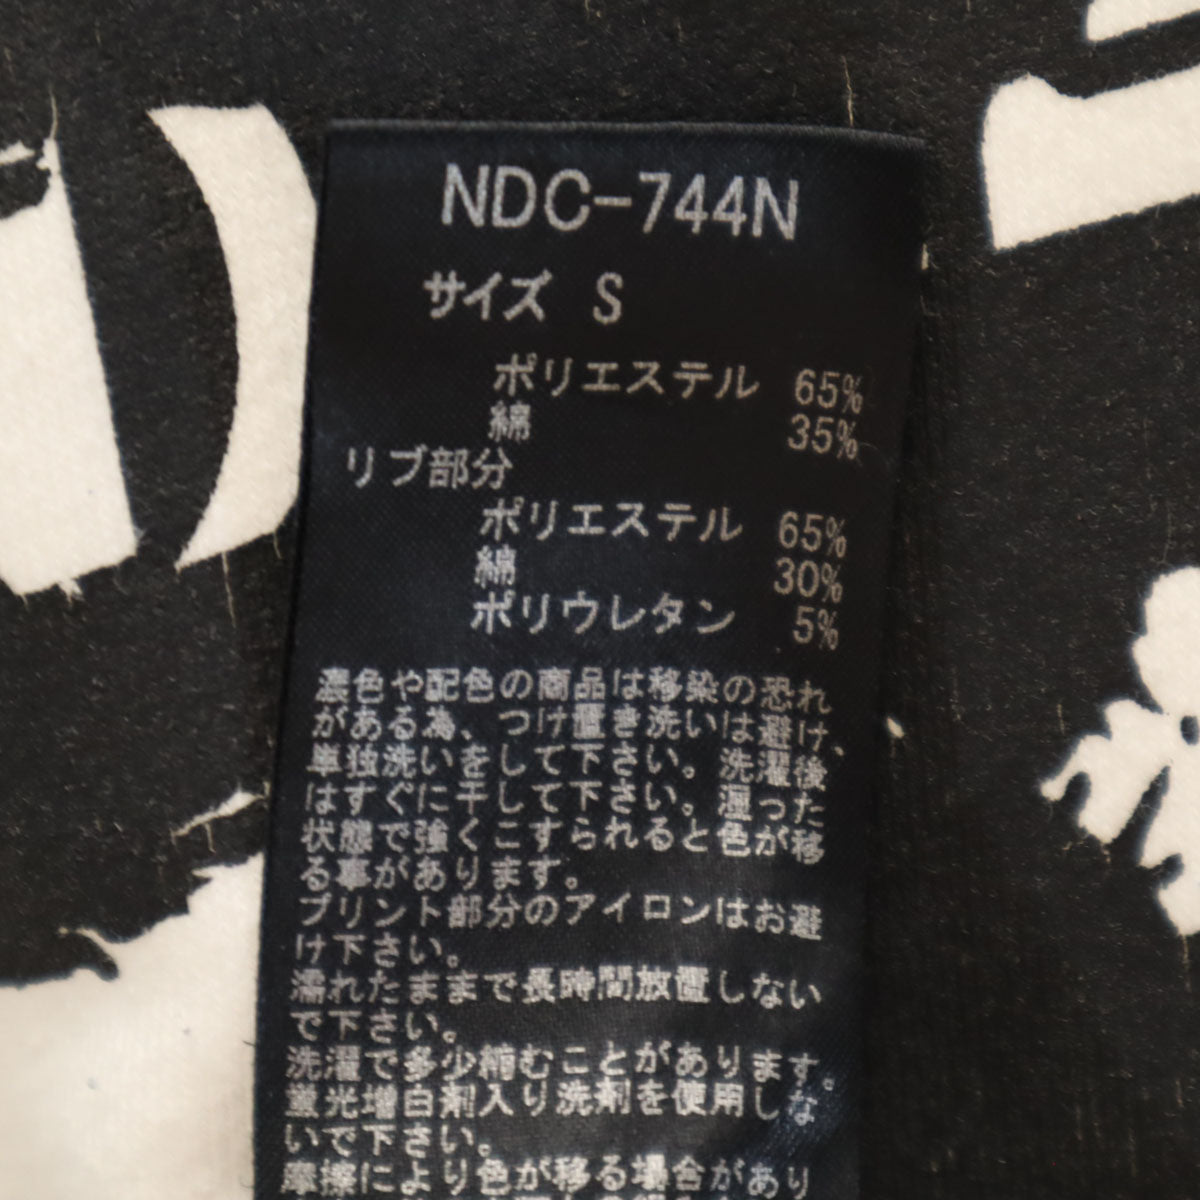 NDC-744N
サイズ S
ポリエステル 65%
綿 35%
リブ部分
ポリエステル 65%
綿 30%
ポリウレタン 5%
濃色や配色の商品は移染の恐れ
がある為、つけ置き洗いは避け、
単独洗いをして下さい。洗濯後
はすぐに干して下さい。湿った
状態で強くこすられると色が移
る事があります。
プリント部分のアイロンはお避
け下さい。
濡れたままで長時間放置しない
で下さい。
洗濯で多少縮むことがあります。
蛍光増白剤入り洗剤を使用しな
いで下さい。
摩擦により色が移る場合があり